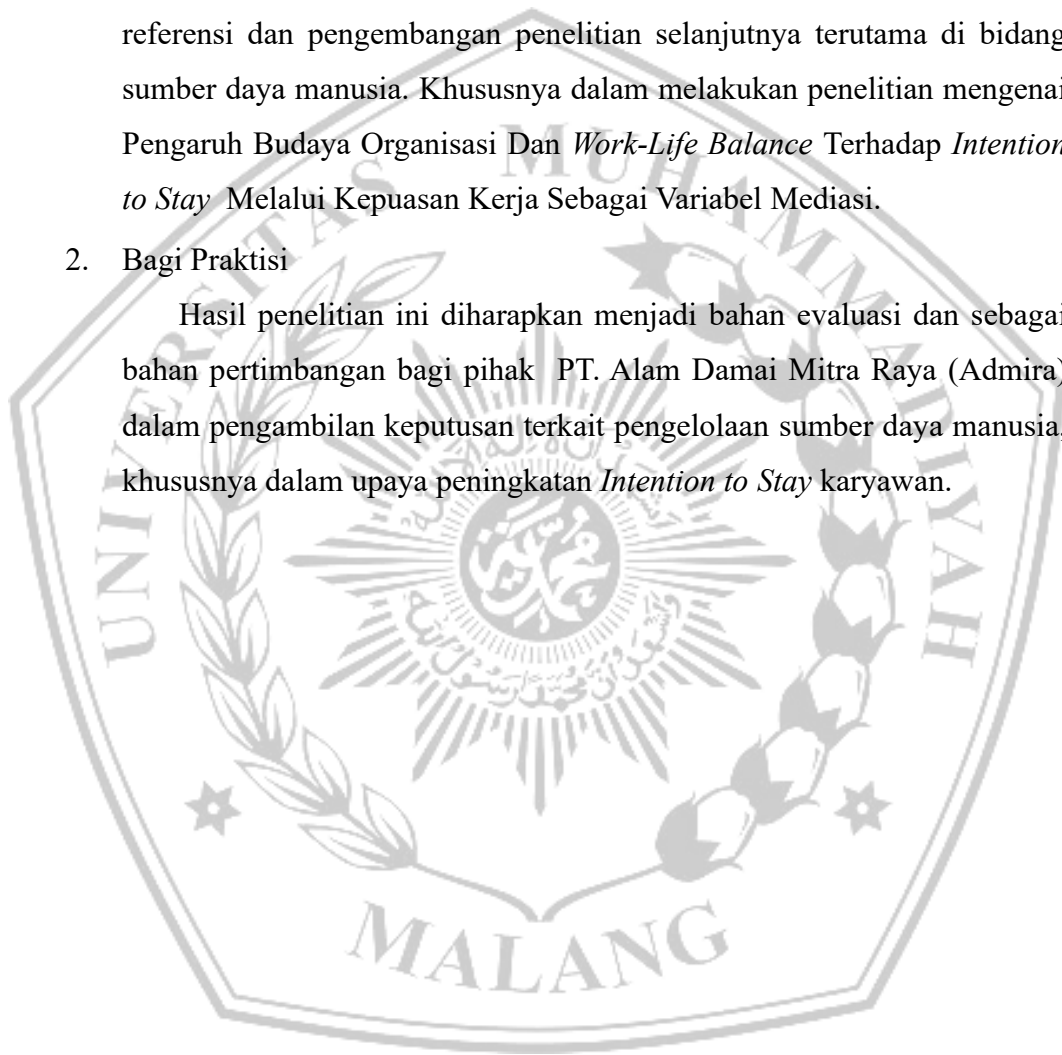 referensi dan pengembangan penelitian selanjutnya terutama di bidang
sumber daya manusia. Khususnya dalam melakukan penelitian mengenai
Pengaruh Budaya Organisasi Dan Work-Life Balance Terhadap Intention
to Stay Melalui Kepuasan Kerja Sebagai Variabel Mediasi.
2. Bagi Praktisi
Hasil penelitian ini diharapkan menjadi bahan evaluasi dan sebagai
bahan pertimbangan bagi pihak PT. Alam Damai Mitra Raya (Admira)
dalam pengambilan keputusan terkait pengelolaan sumber daya manusia,
khususnya dalam upaya peningkatan Intention to Stay karyawan.
UNIVERSITAS MUHAMMADIYAH
MALANG